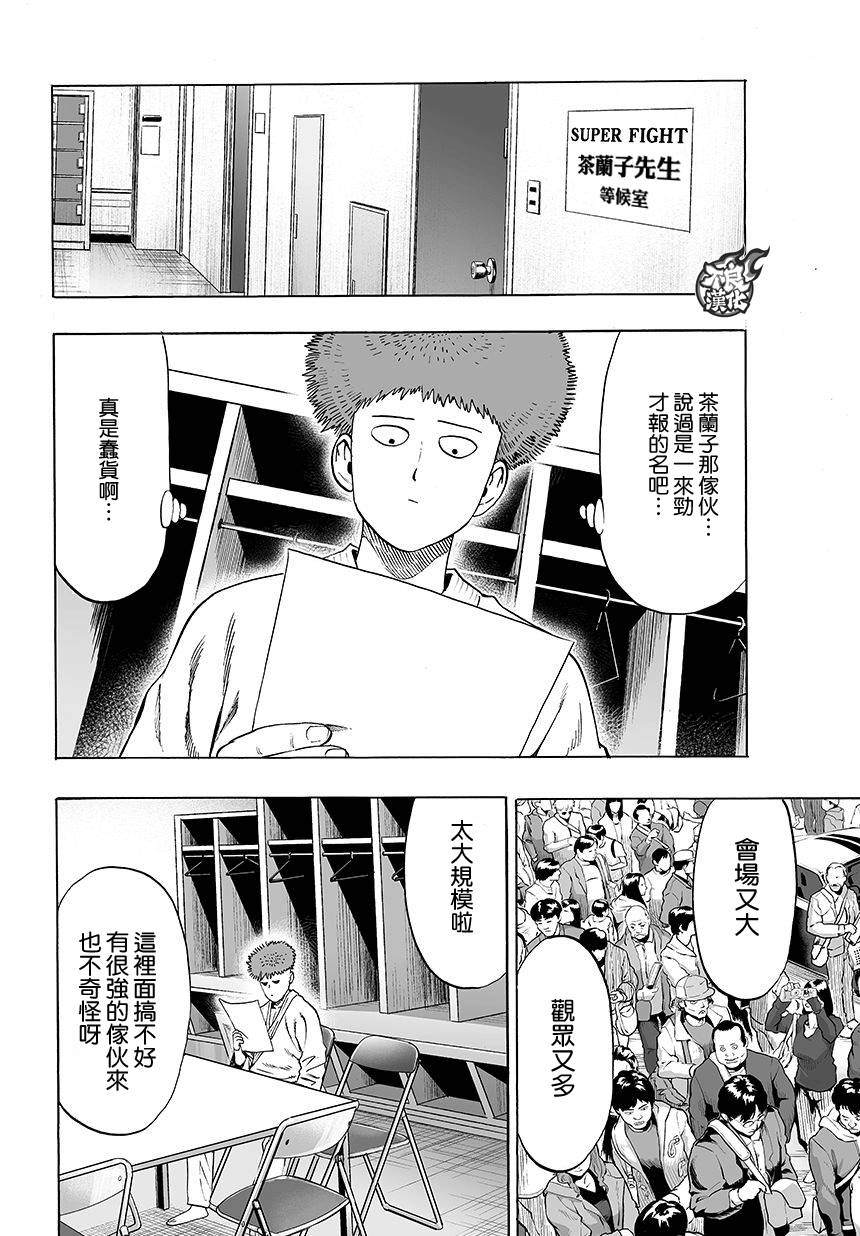 SUPER FIGHT
茶蘭子先生
等候室
浪
漢化
茶蘭子那傢伙…
說過是一來勁
才報的名吧…
真是蠢貨啊…
會場又大
觀眾又多
太大規模啦
這裡面搞不好
有很強的傢伙來
也不奇怪呀